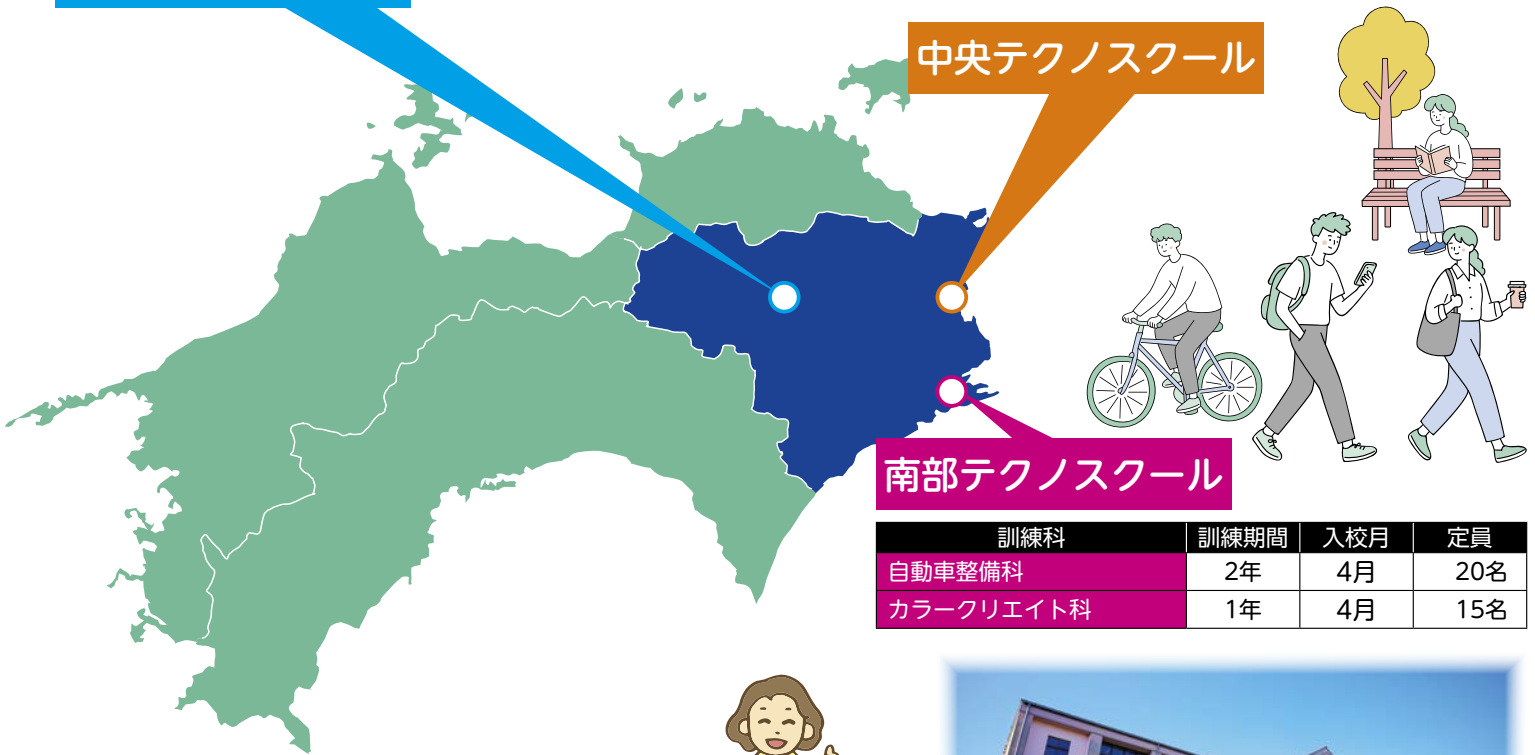 中央テクノスクール
南部テクノスクール
訓練科 訓練期間 入校月 定員
自動車整備科 2年 4月 20名
カラークリエイト科 1年 4月 15名